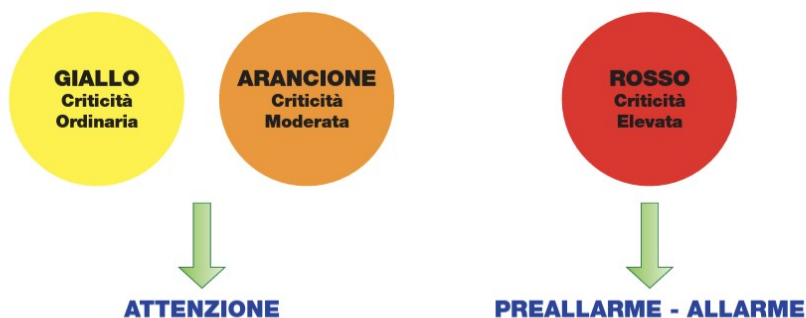 GIALLO
Criticità
Ordinaria
ARANCIONE
Criticità
Moderata
ROSSO
Criticità
Elevata
ATTENZIONE
PREALLARME - ALLARME